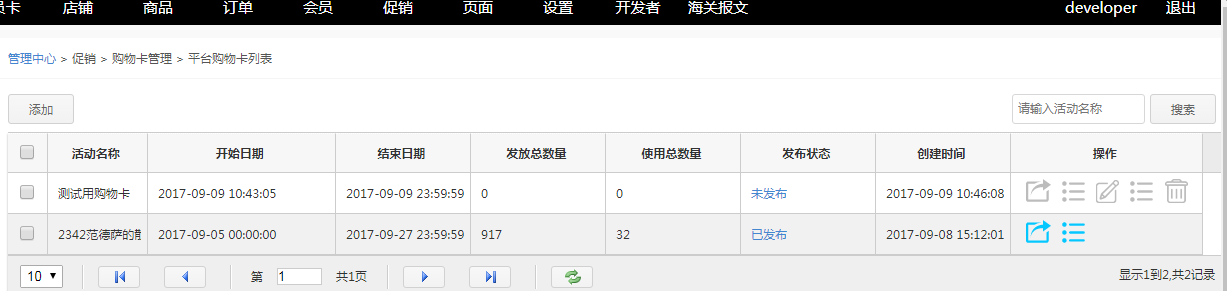 员卡 店铺 商品 订单 会员 促销 页面 设置 开发者 海关报文 developer 退出
管理中心 > 促销 > 购物卡管理 > 平台购物卡列表
添加 请输入活动名称 搜索
活动名称 开始日期 结束日期 发放总数量 使用总数量 发布状态 创建时间 操作
测试用购物卡 2017-09-09 10:43:05 2017-09-09 23:59:59 0 0 未发布 2017-09-09 10:46:08
2342范德萨的 2017-09-05 00:00:00 2017-09-27 23:59:59 917 32 已发布 2017-09-08 15:12:01
10 第 1 共1页 显示1到2,共2记录